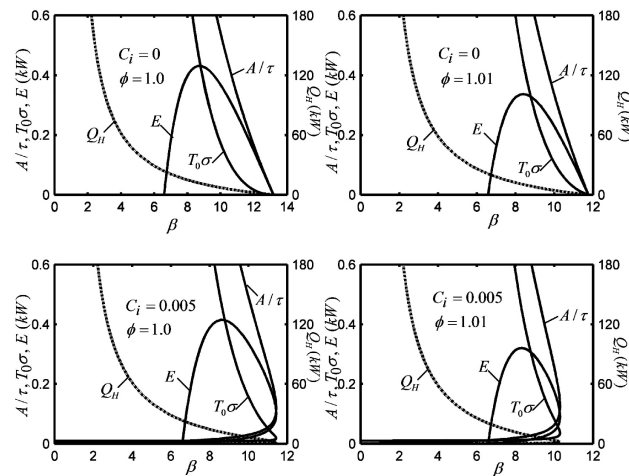 0.6 180 0.6 180
C_i=0 C_i=0
ϕ=1.0 A/τ ϕ=1.01 A/τ
0.4 120 0.4 120
A/τ, T_0σ, E (kW) Q_H (kW) A/τ, T_0σ, E (kW) Q_H (kW)
Q_H E 60 Q_H E 60
0.2 T_0σ 0.2 T_0σ
0 0 0 0
0 2 4 6 8 10 12 14 0 2 4 6 8 10 12
β β
0.6 180 0.6 180
C_i=0.005 A/τ C_i=0.005 A/τ
ϕ=1.0 ϕ=1.01
0.4 120 0.4 120
A/τ, T_0σ, E (kW) Q_H (kW) A/τ, T_0σ, E (kW) Q_H (kW)
Q_H E 60 Q_H E 60
0.2 T_0σ 0.2 T_0σ
0 0 0 0
0 2 4 6 8 10 12 0 2 4 6 8 10 12
β β